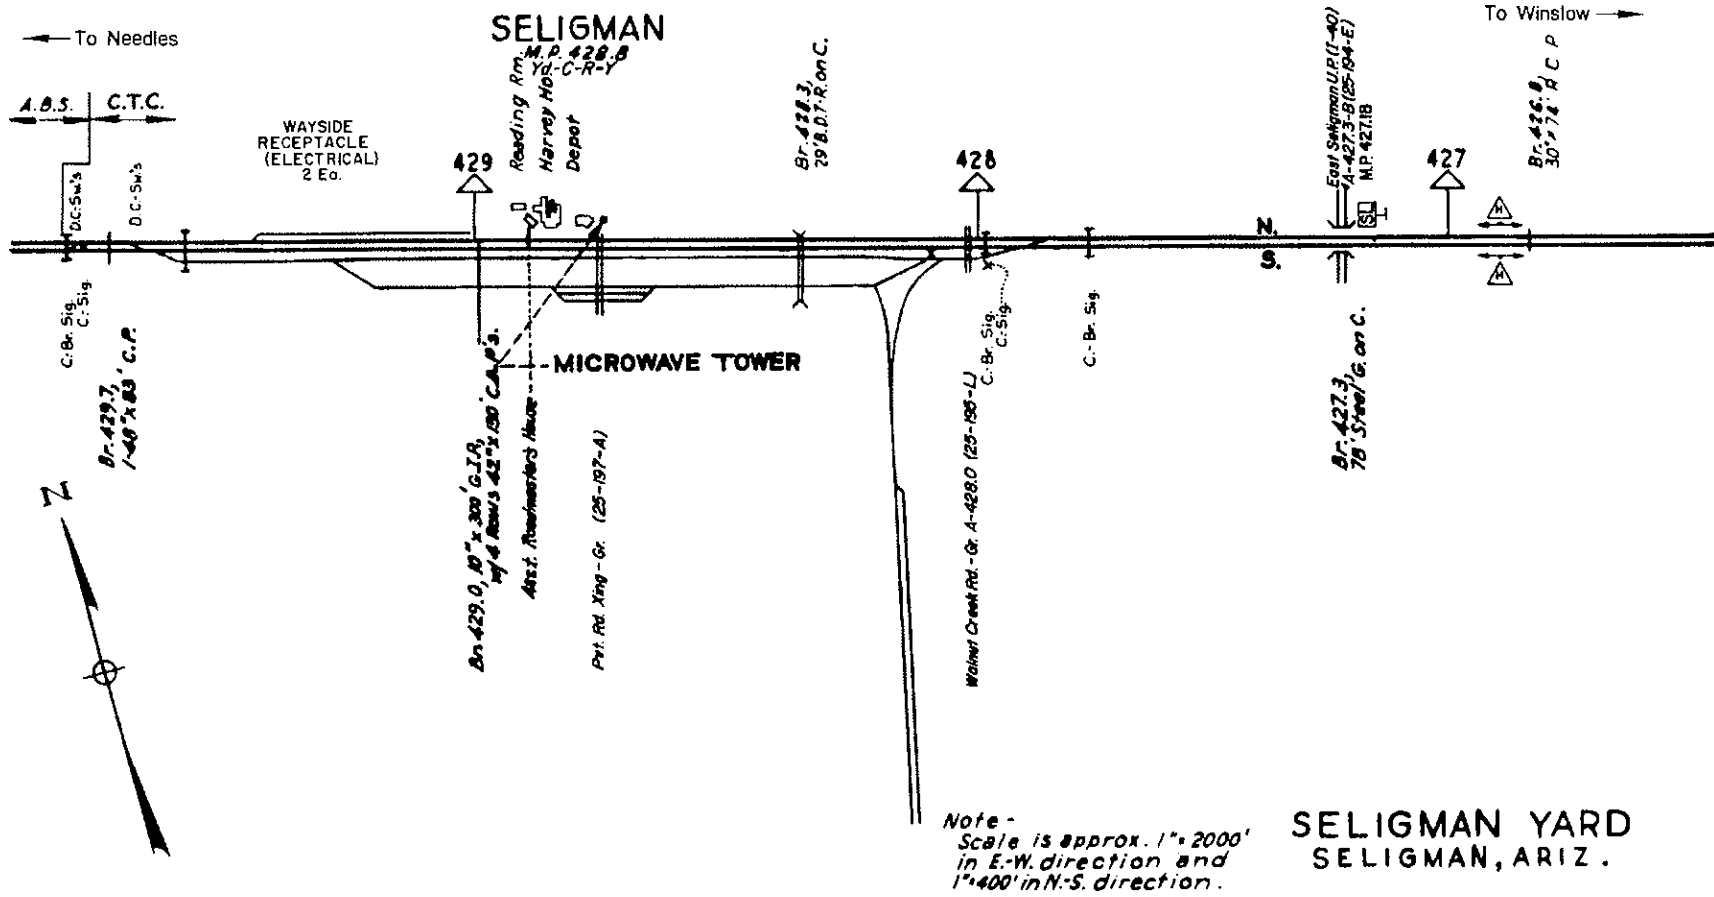 SELIGMAN
M.P. 428.8
Yd.-C-R-Y
To Needles
To Winslow
A.B.S.
C.T.C.
WAYSIDE
RECEPTACLE
(ELECTRICAL)
2 Ea.
D.C.-Sw's
D.C.-Sw's
429
Reading Rm.
Harvey Ho
Depot
Br. 428.3,
29' B.D.T.R. on C.
428
East Seligman U.P. (I-40)
A-427.3-B (25-194-E)
M.P. 427.18
SL
427
Br. 426.8,
30" x 74' R C P
H
N.
S.
H
C.-Br. Sig.
C.-Sig.
Br. 429.7,
1-48" x 83' C.P.
Br. 429.0, 10" x 300' G.I.P.,
w/4 Rows 42" x 190' C.M.P's.
Asst. Roadmasters House
MICROWAVE TOWER
Pvt. Rd. Xing-Gr. (25-197-A)
Walnut Creek Rd.-Gr. A-428.0 (25-195-L)
C.-Br. Sig.
C.-Sig.
C.-Br. Sig.
Br. 427.3,
78' Steel G. on C.
N
Note -
Scale is approx. 1"=2000'
in E.-W. direction and
1"=400' in N.-S. direction.
SELIGMAN YARD
SELIGMAN, ARIZ.